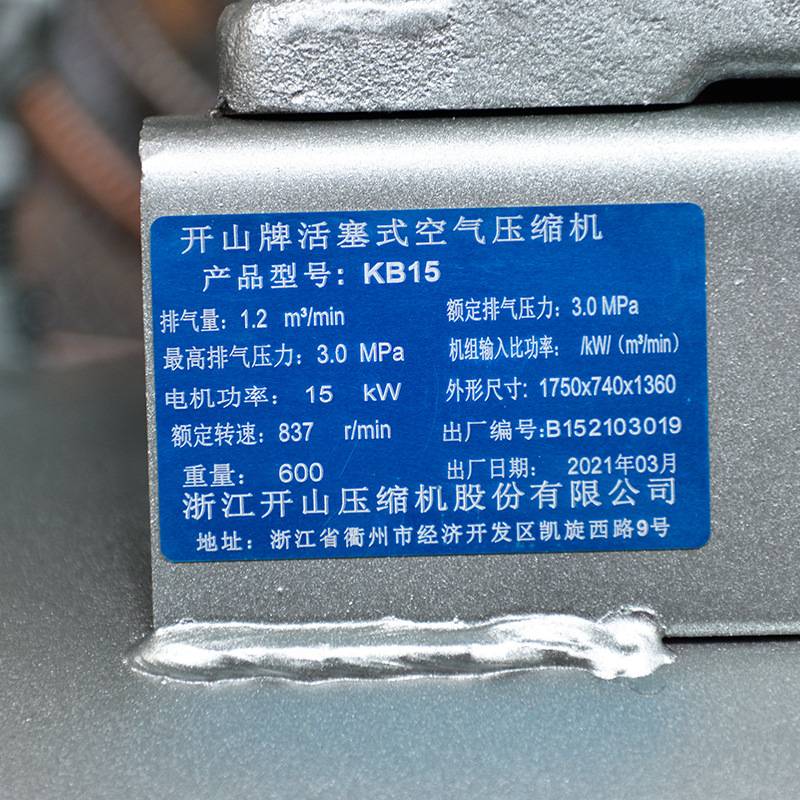 开山牌活塞式空气压缩机
产品型号: KB15
排气量: 1.2 m³/min 额定排气压力: 3.0 MPa
最高排气压力: 3.0 MPa 机组输入比功率: /kW/（m³/min）
电机功率: 15 kW 外形尺寸: 1750x740x1360
额定转速: 837 r/min 出厂编号:B152103019
重量: 600 出厂日期: 2021年03月
浙江开山压缩机股份有限公司
地址: 浙江省衢州市经济开发区凯旋西路9号